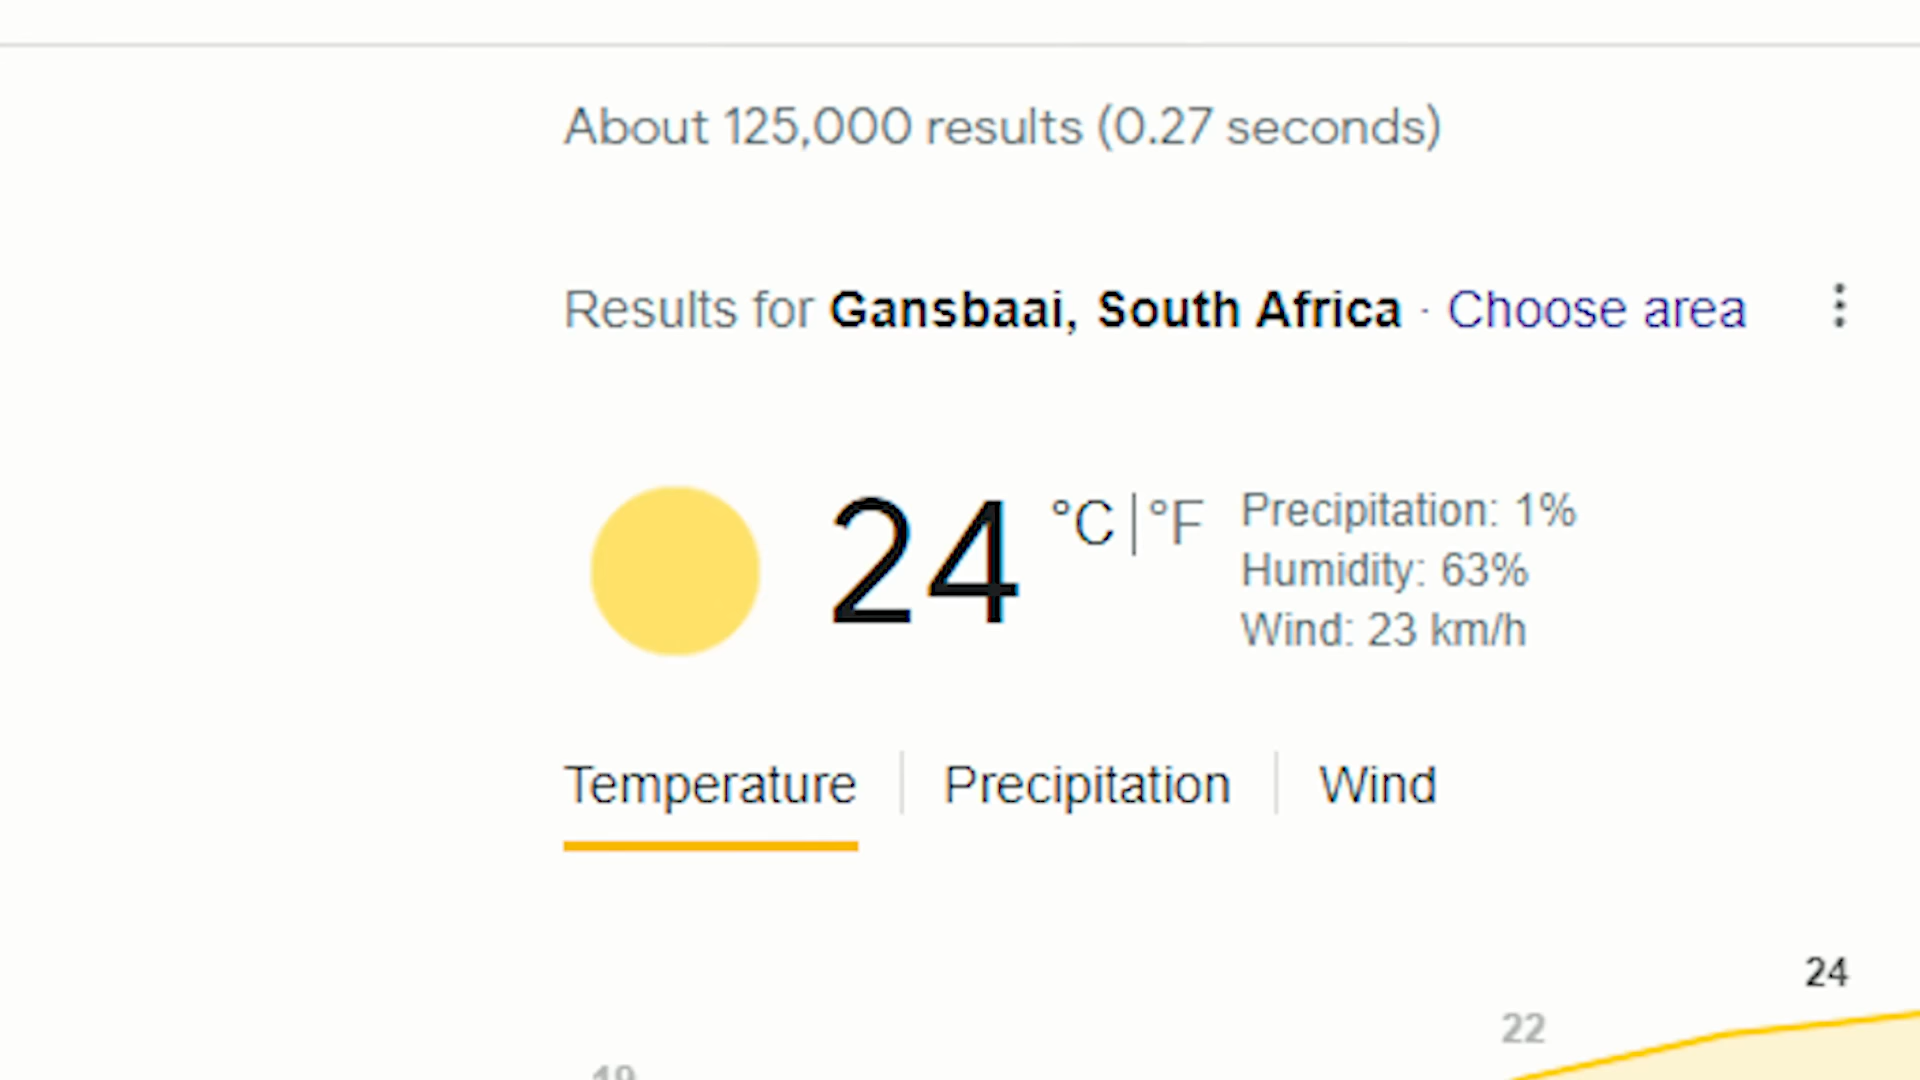 About 125,000 results (0.27 seconds)
Results for Gansbaai, South Africa · Choose area
24 °C | °F
Precipitation: 1%
Humidity: 63%
Wind: 23 km/h
Temperature | Precipitation | Wind
24
22
19